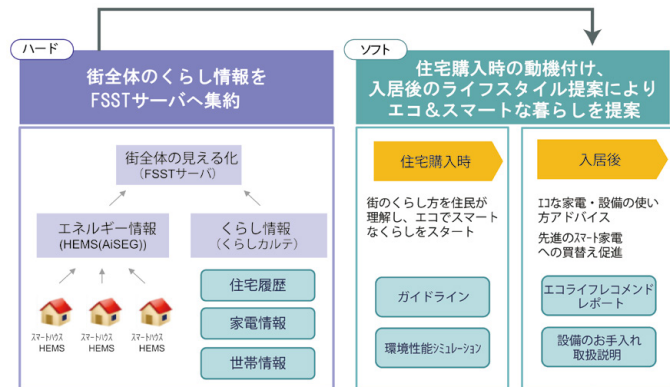 ハード
街全体のくらし情報を
FSSTサーバへ集約
街全体の見える化
(FSSTサーバ)
エネルギー情報
(HEMS(AiSEG))
くらし情報
(くらしカルテ)
住宅履歴
家電情報
世帯情報
スマートハウス
HEMS
スマートハウス
HEMS
スマートハウス
HEMS
ソフト
住宅購入時の動機付け、
入居後のライフスタイル提案により
エコ&スマートな暮らしを提案
住宅購入時
街のくらし方を住民が
理解し、エコでスマート
なくらしをスタート
ガイドライン
環境性能シミュレーション
入居後
エコな家電・設備の使い
方アドバイス
先進のスマート家電
への買替え促進
エコライフレコメンド
レポート
設備のお手入れ
取扱説明